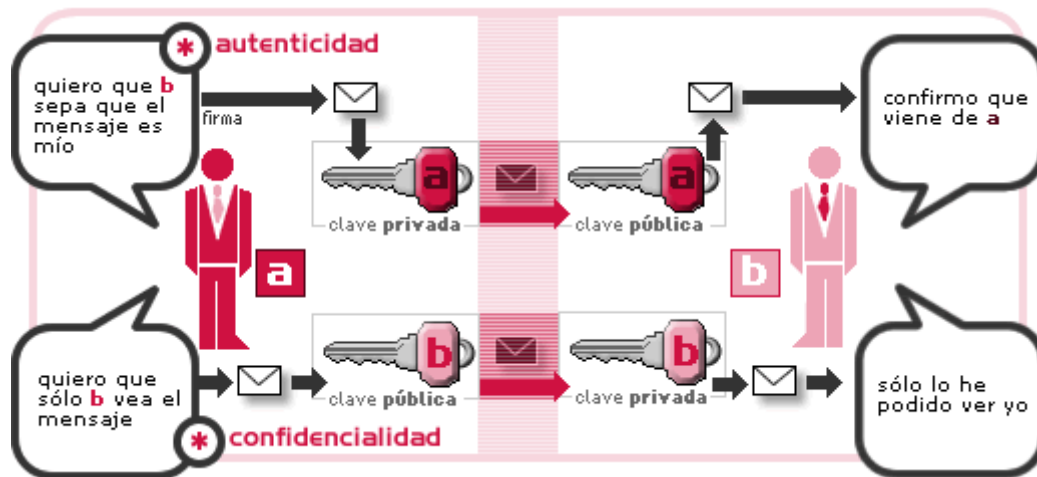 * autenticidad
quiero que b
sepa que el
mensaje es
mío
firma
a
clave privada
a
clave pública
confirmo que
viene de a
a
b
quiero que
sólo b vea el
mensaje
* confidencialidad
b
clave pública
b
clave privada
sólo lo he
podido ver yo